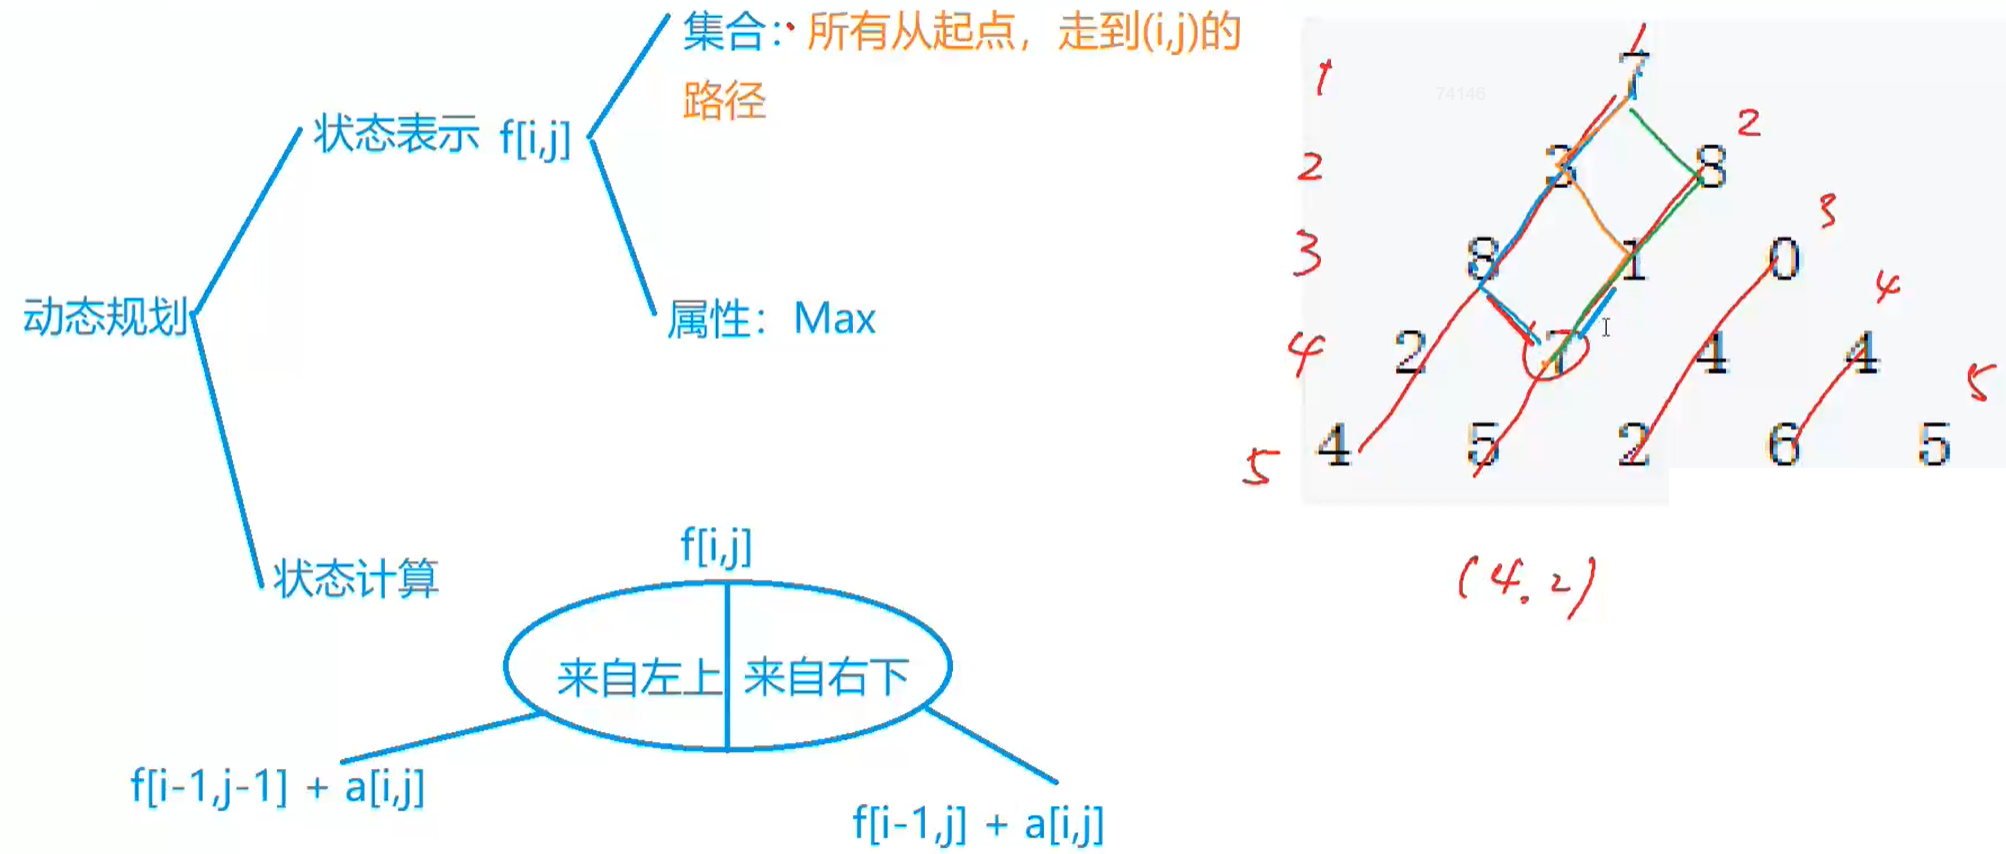 集合：所有从起点，走到(i,j)的
路径
状态表示 f[i,j]
动态规划
属性：Max
状态计算
f[i,j]
来自左上 来自右下
f[i-1,j-1] + a[i,j]
f[i-1,j] + a[i,j]
1 7
74146
2 3 8 2
3 8 1 0 3
4 2 7 4 4 4
5 4 5 2 6 5 5
(4.2)